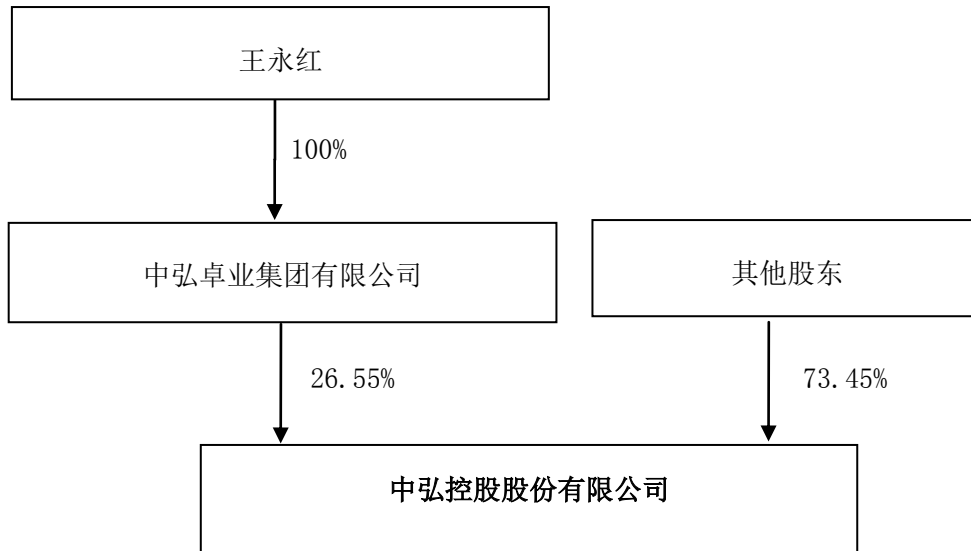 王永红
100%
中弘卓业集团有限公司
其他股东
26.55%
73.45%
中弘控股股份有限公司